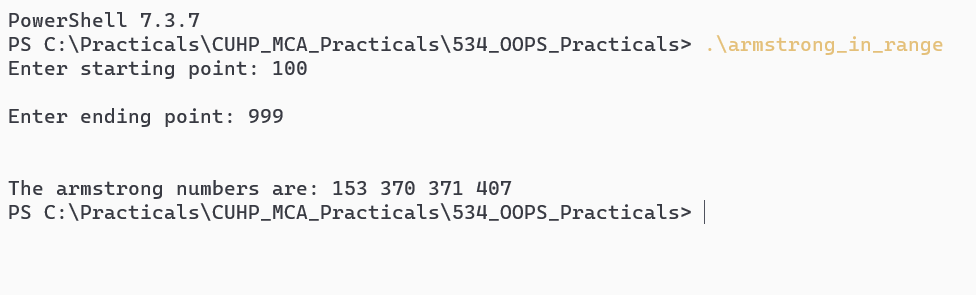 PowerShell 7.3.7
PS C:\Practicals\CUHP_MCA_Practicals\534_OOPS_Practicals> .\armstrong_in_range
Enter starting point: 100
Enter ending point: 999
The armstrong numbers are: 153 370 371 407
PS C:\Practicals\CUHP_MCA_Practicals\534_OOPS_Practicals>